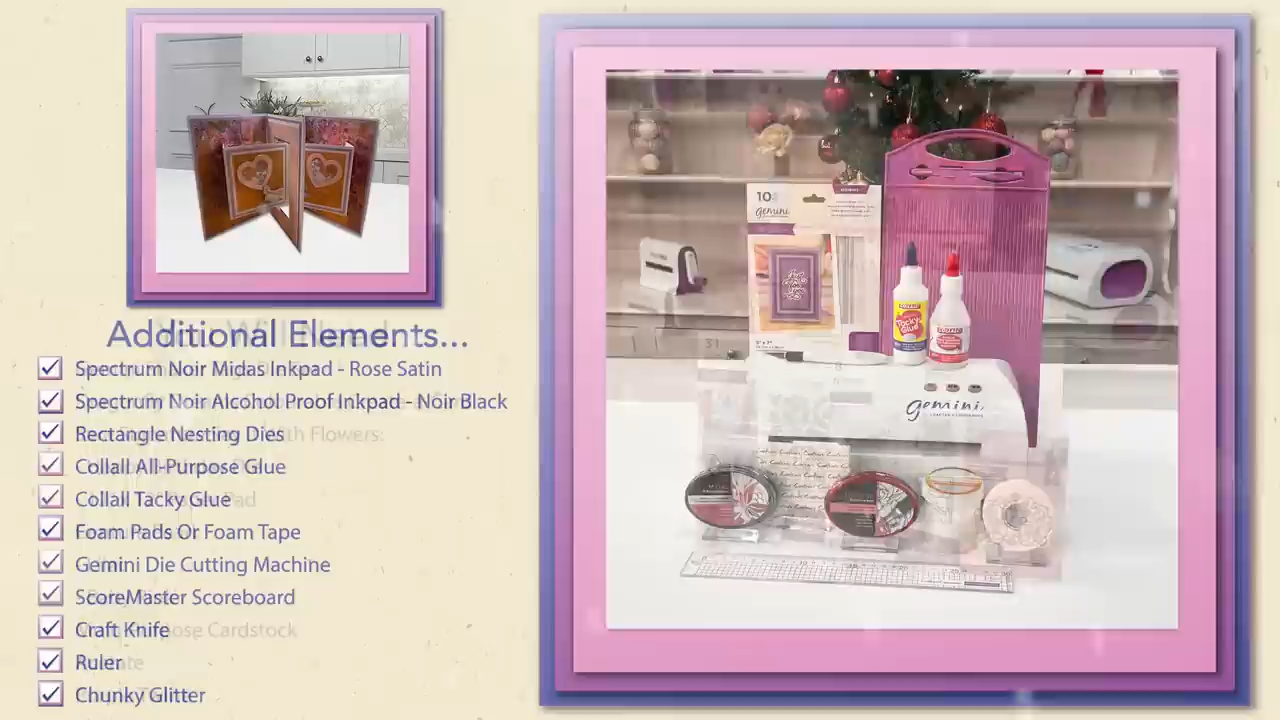 Additional Elements...
Spectrum Noir Midas Inkpad - Rose Satin
Spectrum Noir Alcohol Proof Inkpad - Noir Black
Rectangle Nesting Dies
Collall All-Purpose Glue
Collall Tacky Glue
Foam Pads Or Foam Tape
Gemini Die Cutting Machine
ScoreMaster Scoreboard
Craft Knife
Ruler
Chunky Glitter
gemini
Tacky Glue
gemini